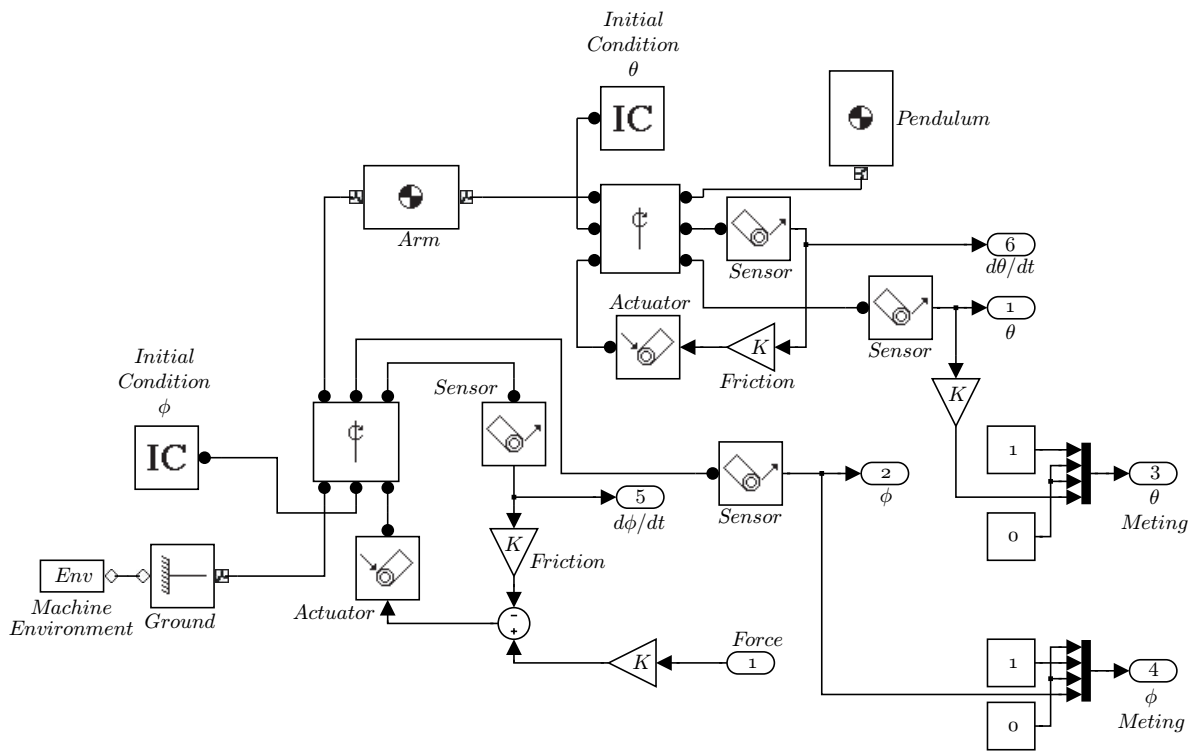 Initial
Condition
θ
IC
Pendulum
Arm
Sensor
6
dθ/dt
Actuator
1
θ
Sensor
K
Friction
Initial
Condition
ϕ
Sensor
K
IC
1
2
ϕ
3
θ
Meting
5
dϕ/dt
Sensor
0
K
Friction
Env
Machine
Environment
Ground
Actuator
-
+
Force
K
1
1
4
ϕ
Meting
0